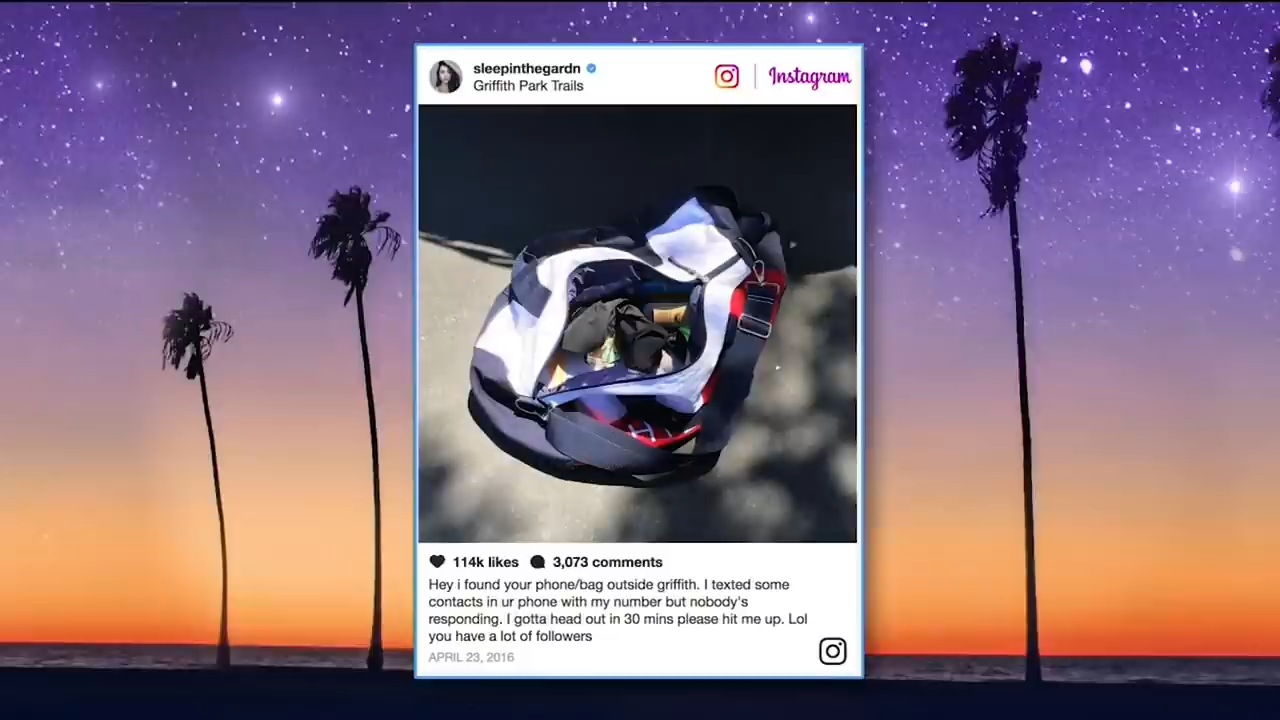 sleepinthegardn
Griffith Park Trails
Instagram
114k likes 3,073 comments
Hey i found your phone/bag outside griffith. I texted some
contacts in ur phone with my number but nobody's
responding. I gotta head out in 30 mins please hit me up. Lol
you have a lot of followers
APRIL 23, 2016